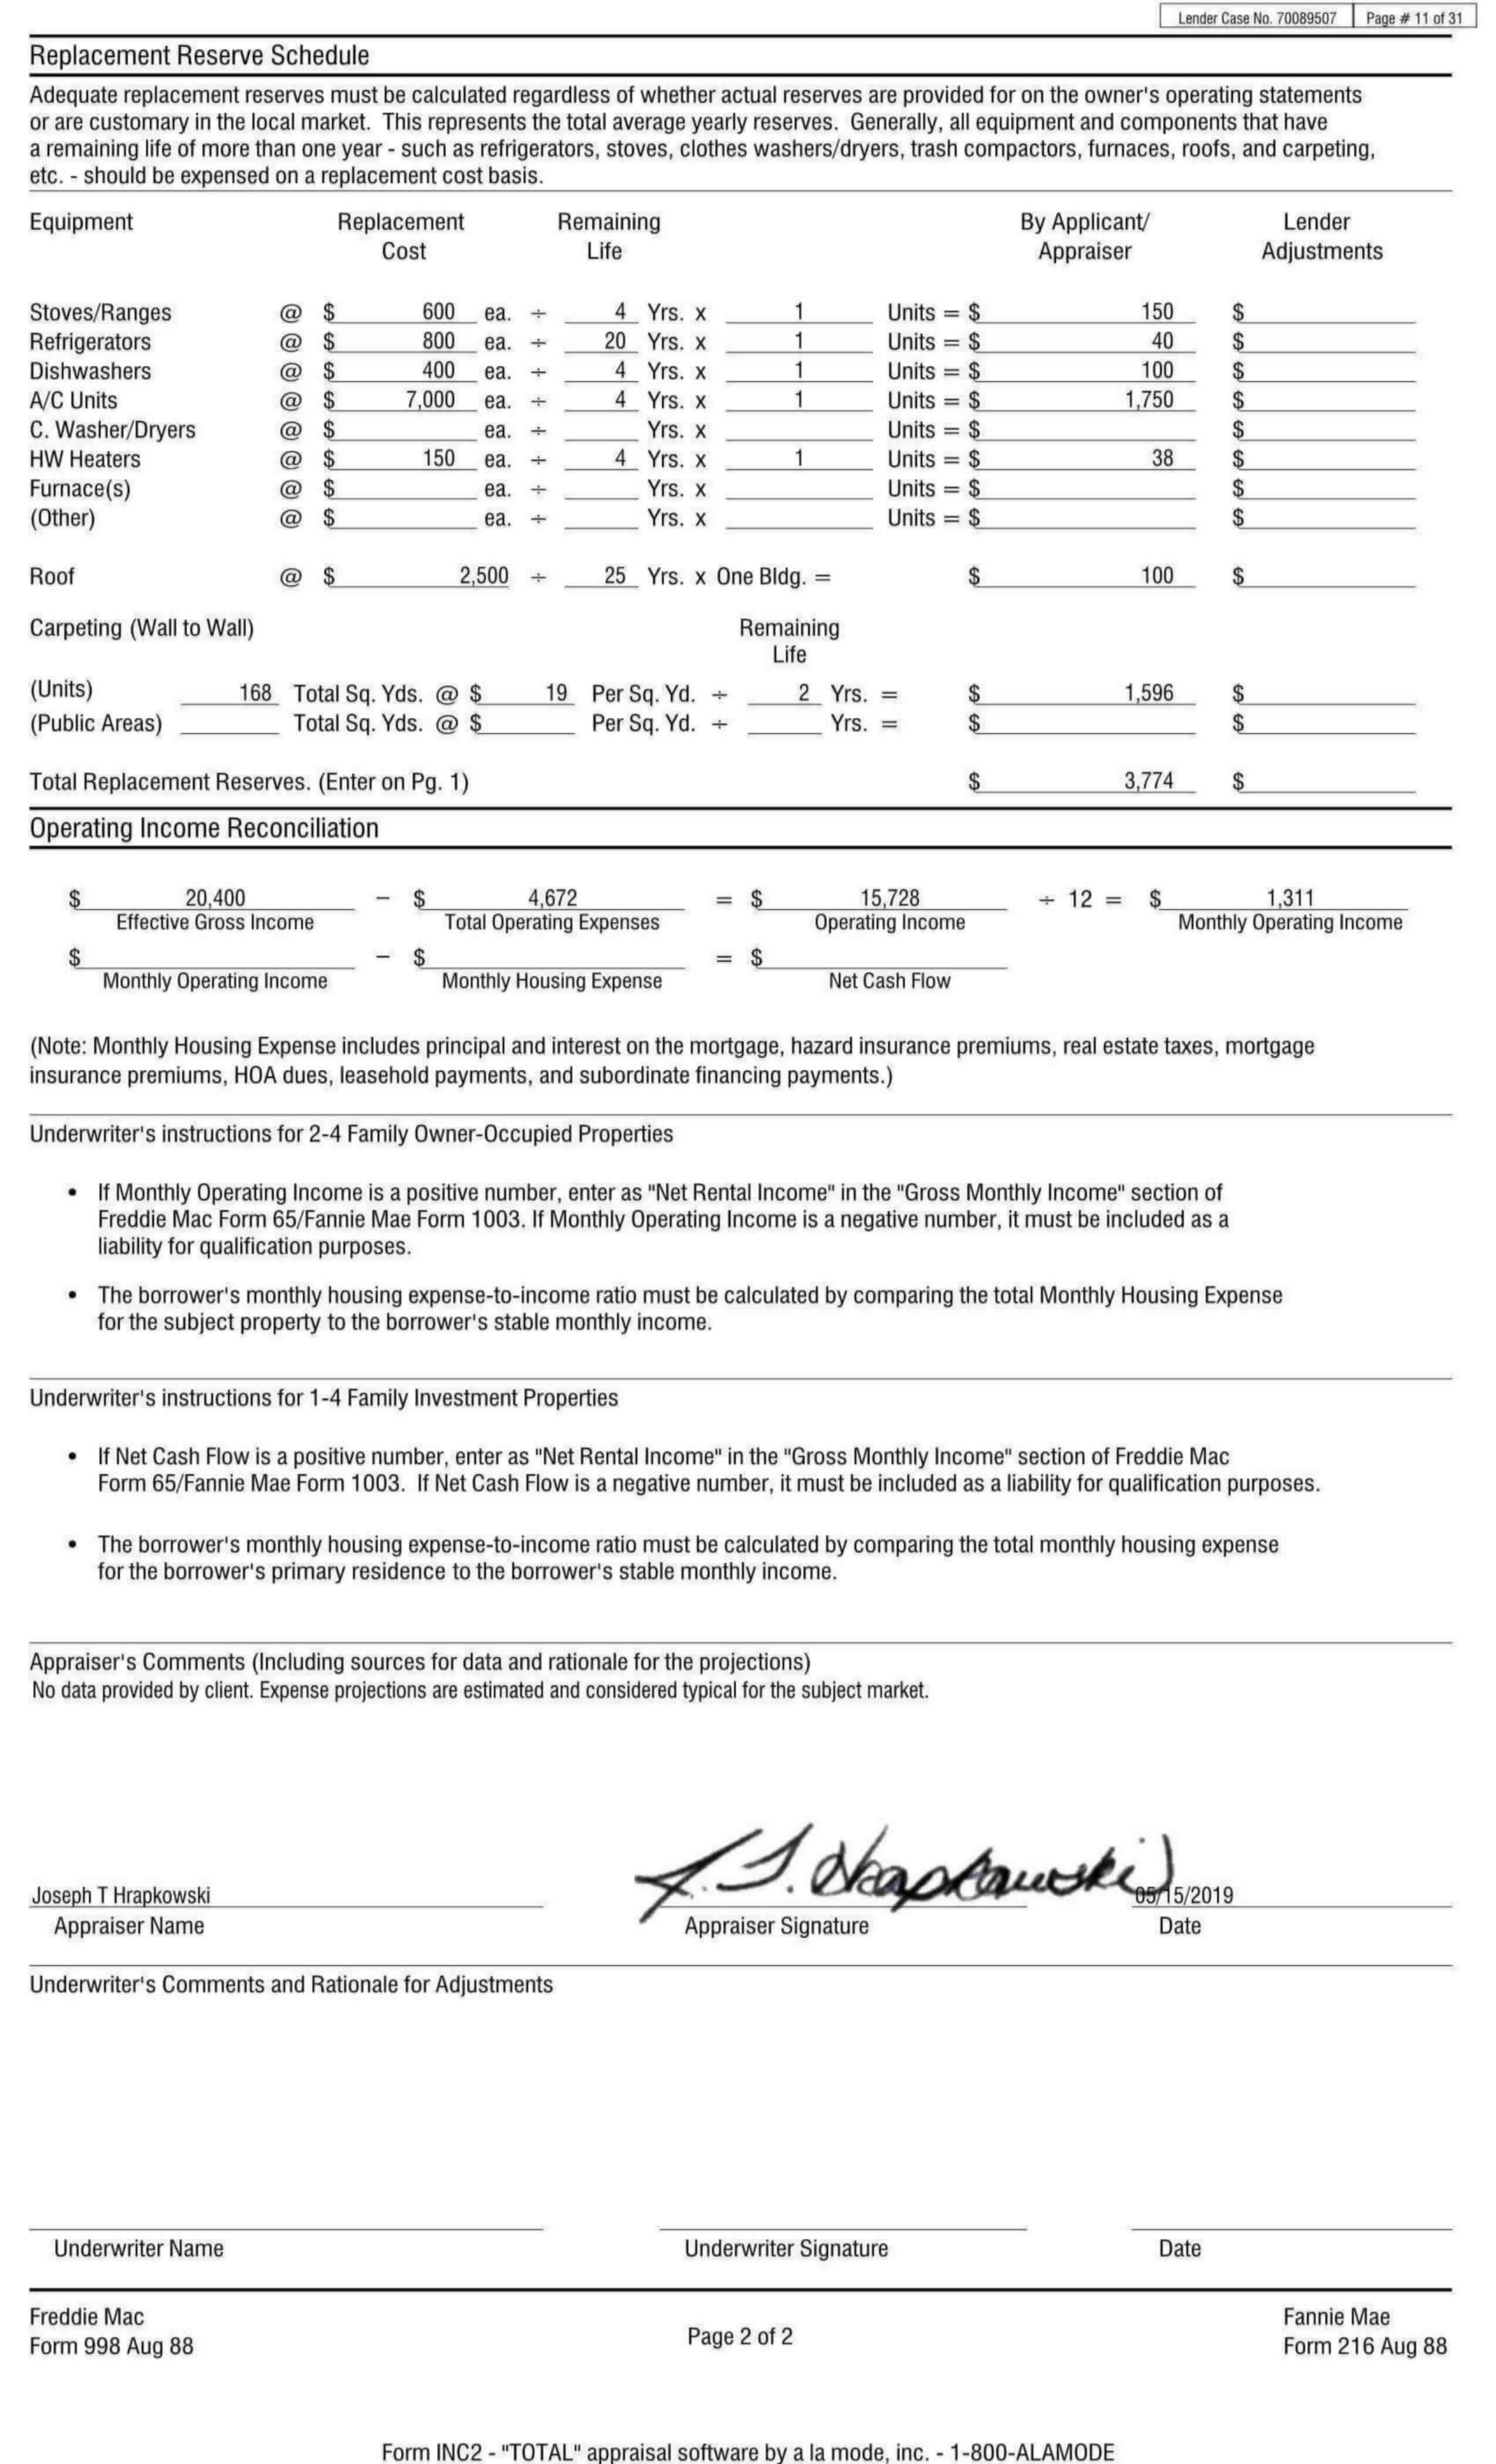 Lender Case No. 70089507 Page # 11 of 31
Replacement Reserve Schedule
Adequate replacement reserves must be calculated regardless of whether actual reserves are provided for on the owner's operating statements
or are customary in the local market. This represents the total average yearly reserves. Generally, all equipment and components that have
a remaining life of more than one year - such as refrigerators, stoves, clothes washers/dryers, trash compactors, furnaces, roofs, and carpeting,
etc. - should be expensed on a replacement cost basis.
Equipment Replacement Remaining By Applicant/ Lender
Cost Life Appraiser Adjustments
Stoves/Ranges @ $ 600 ea. ÷ 4 Yrs. x 1 Units = $ 150 $
Refrigerators @ $ 800 ea. ÷ 20 Yrs. x 1 Units = $ 40 $
Dishwashers @ $ 400 ea. ÷ 4 Yrs. x 1 Units = $ 100 $
A/C Units @ $ 7,000 ea. ÷ 4 Yrs. x 1 Units = $ 1,750 $
C. Washer/Dryers @ $ ea. ÷ Yrs. x Units = $ $
HW Heaters @ $ 150 ea. ÷ 4 Yrs. x 1 Units = $ 38 $
Furnace(s) @ $ ea. ÷ Yrs. x Units = $ $
(Other) @ $ ea. ÷ Yrs. x Units = $ $
Roof @ $ 2,500 ÷ 25 Yrs. x One Bldg. = $ 100 $
Carpeting (Wall to Wall) Remaining
Life
(Units) 168 Total Sq. Yds. @ $ 19 Per Sq. Yd. ÷ 2 Yrs. = $ 1,596 $
(Public Areas) Total Sq. Yds. @ $ Per Sq. Yd. ÷ Yrs. = $ $
Total Replacement Reserves. (Enter on Pg. 1) $ 3,774 $
Operating Income Reconciliation
$ 20,400 − $ 4,672 = $ 15,728 ÷ 12 = $ 1,311
Effective Gross Income Total Operating Expenses Operating Income Monthly Operating Income
$ − $ = $
Monthly Operating Income Monthly Housing Expense Net Cash Flow
(Note: Monthly Housing Expense includes principal and interest on the mortgage, hazard insurance premiums, real estate taxes, mortgage
insurance premiums, HOA dues, leasehold payments, and subordinate financing payments.)
Underwriter's instructions for 2-4 Family Owner-Occupied Properties
• If Monthly Operating Income is a positive number, enter as "Net Rental Income" in the "Gross Monthly Income" section of
Freddie Mac Form 65/Fannie Mae Form 1003. If Monthly Operating Income is a negative number, it must be included as a
liability for qualification purposes.
• The borrower's monthly housing expense-to-income ratio must be calculated by comparing the total Monthly Housing Expense
for the subject property to the borrower's stable monthly income.
Underwriter's instructions for 1-4 Family Investment Properties
• If Net Cash Flow is a positive number, enter as "Net Rental Income" in the "Gross Monthly Income" section of Freddie Mac
Form 65/Fannie Mae Form 1003. If Net Cash Flow is a negative number, it must be included as a liability for qualification purposes.
• The borrower's monthly housing expense-to-income ratio must be calculated by comparing the total monthly housing expense
for the borrower's primary residence to the borrower's stable monthly income.
Appraiser's Comments (Including sources for data and rationale for the projections)
No data provided by client. Expense projections are estimated and considered typical for the subject market.
J. T. Hrapkowski
Joseph T Hrapkowski 05/15/2019
Appraiser Name Appraiser Signature Date
Underwriter's Comments and Rationale for Adjustments
Underwriter Name Underwriter Signature Date
Freddie Mac Fannie Mae
Form 998 Aug 88 Page 2 of 2 Form 216 Aug 88
Form INC2 - "TOTAL" appraisal software by a la mode, inc. - 1-800-ALAMODE